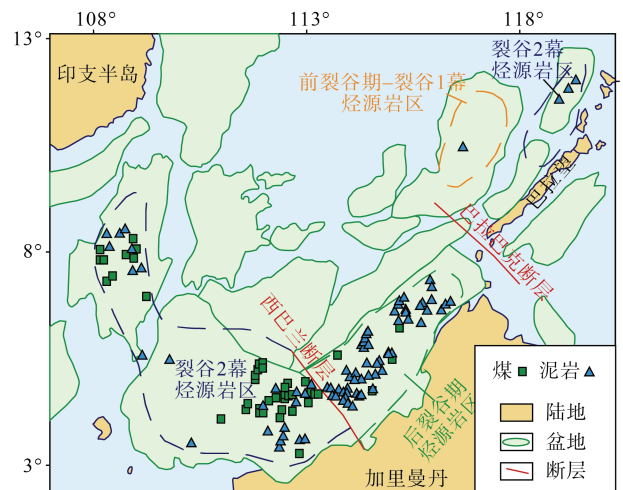 108°
113°
118°
13°
8°
3°
印支半岛
前裂谷期–裂谷1幕
烃源岩区
裂谷2幕
烃源岩区
巴拉望
巴拉巴克断层
西巴兰断层
裂谷2幕
烃源岩区
后裂谷期
烃源岩区
加里曼丹
煤
泥岩
陆地
盆地
断层